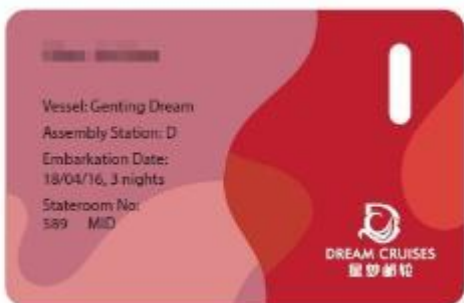 Vessel: Genting Dream
Assembly Station: D
Embarkation Date:
18/04/16, 3 nights
Stateroom No:
589 MID
DREAM CRUISES
星梦邮轮